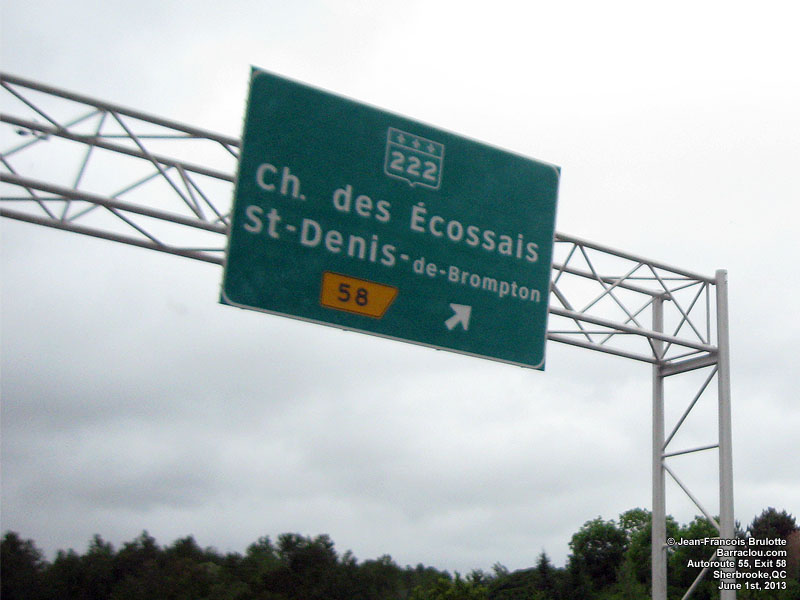 222
Ch. des Écossais
St-Denis-de-Brompton
58
© Jean-Francois Brulotte
Barraclou.com
Autoroute 55, Exit 58
Sherbrooke,QC
June 1st, 2013